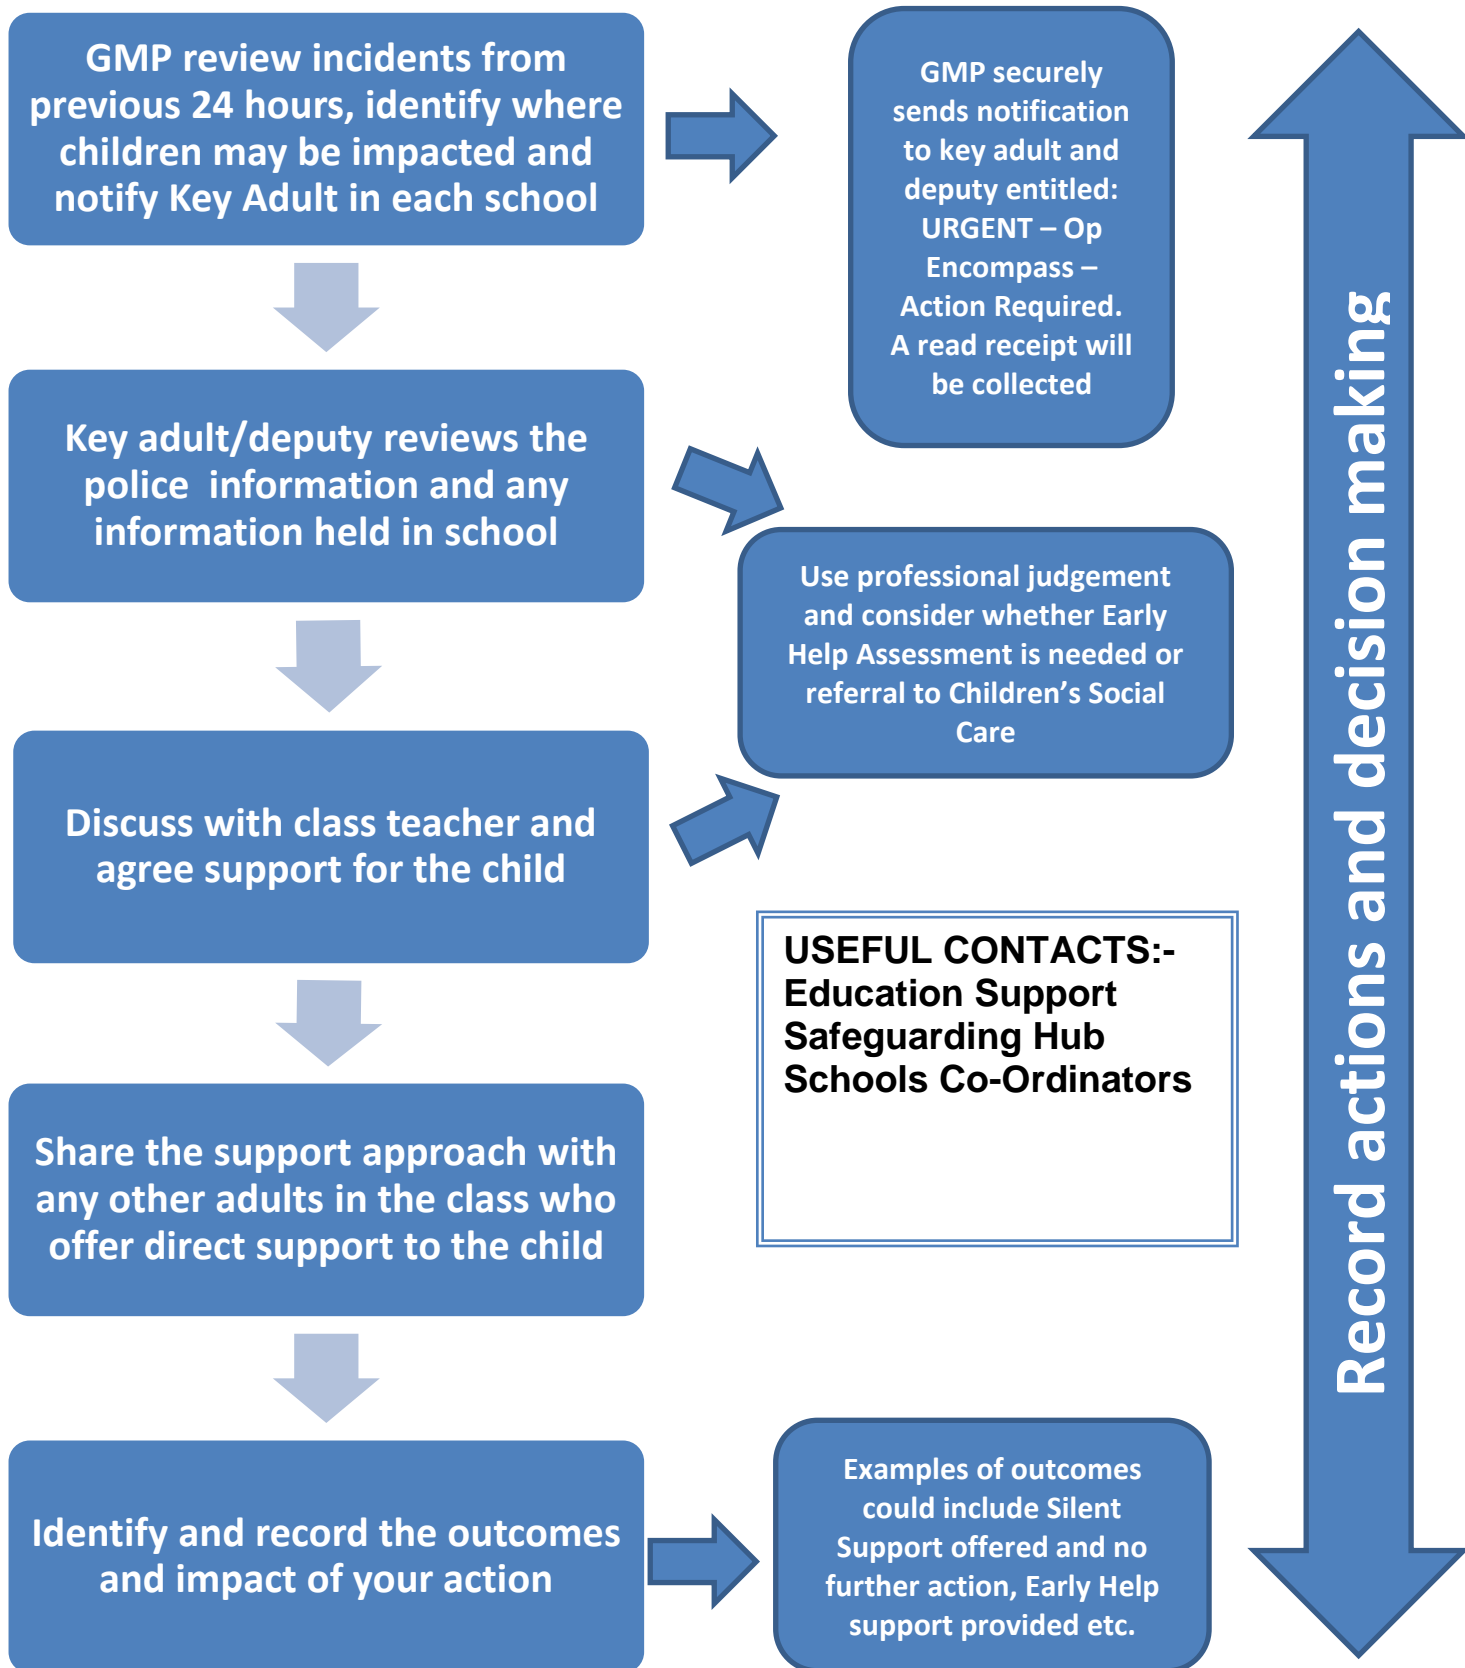 GMP review incidents from
previous 24 hours, identify where
children may be impacted and
notify Key Adult in each school
GMP securely
sends notification
to key adult and
deputy entitled:
URGENT – Op
Encompass –
Action Required.
A read receipt will
be collected
Key adult/deputy reviews the
police information and any
information held in school
Use professional judgement
and consider whether Early
Help Assessment is needed or
referral to Children’s Social
Care
Discuss with class teacher and
agree support for the child
USEFUL CONTACTS:-
Education Support
Safeguarding Hub
Schools Co-Ordinators
Share the support approach with
any other adults in the class who
offer direct support to the child
Identify and record the outcomes
and impact of your action
Examples of outcomes
could include Silent
Support offered and no
further action, Early Help
support provided etc.
Record actions and decision making